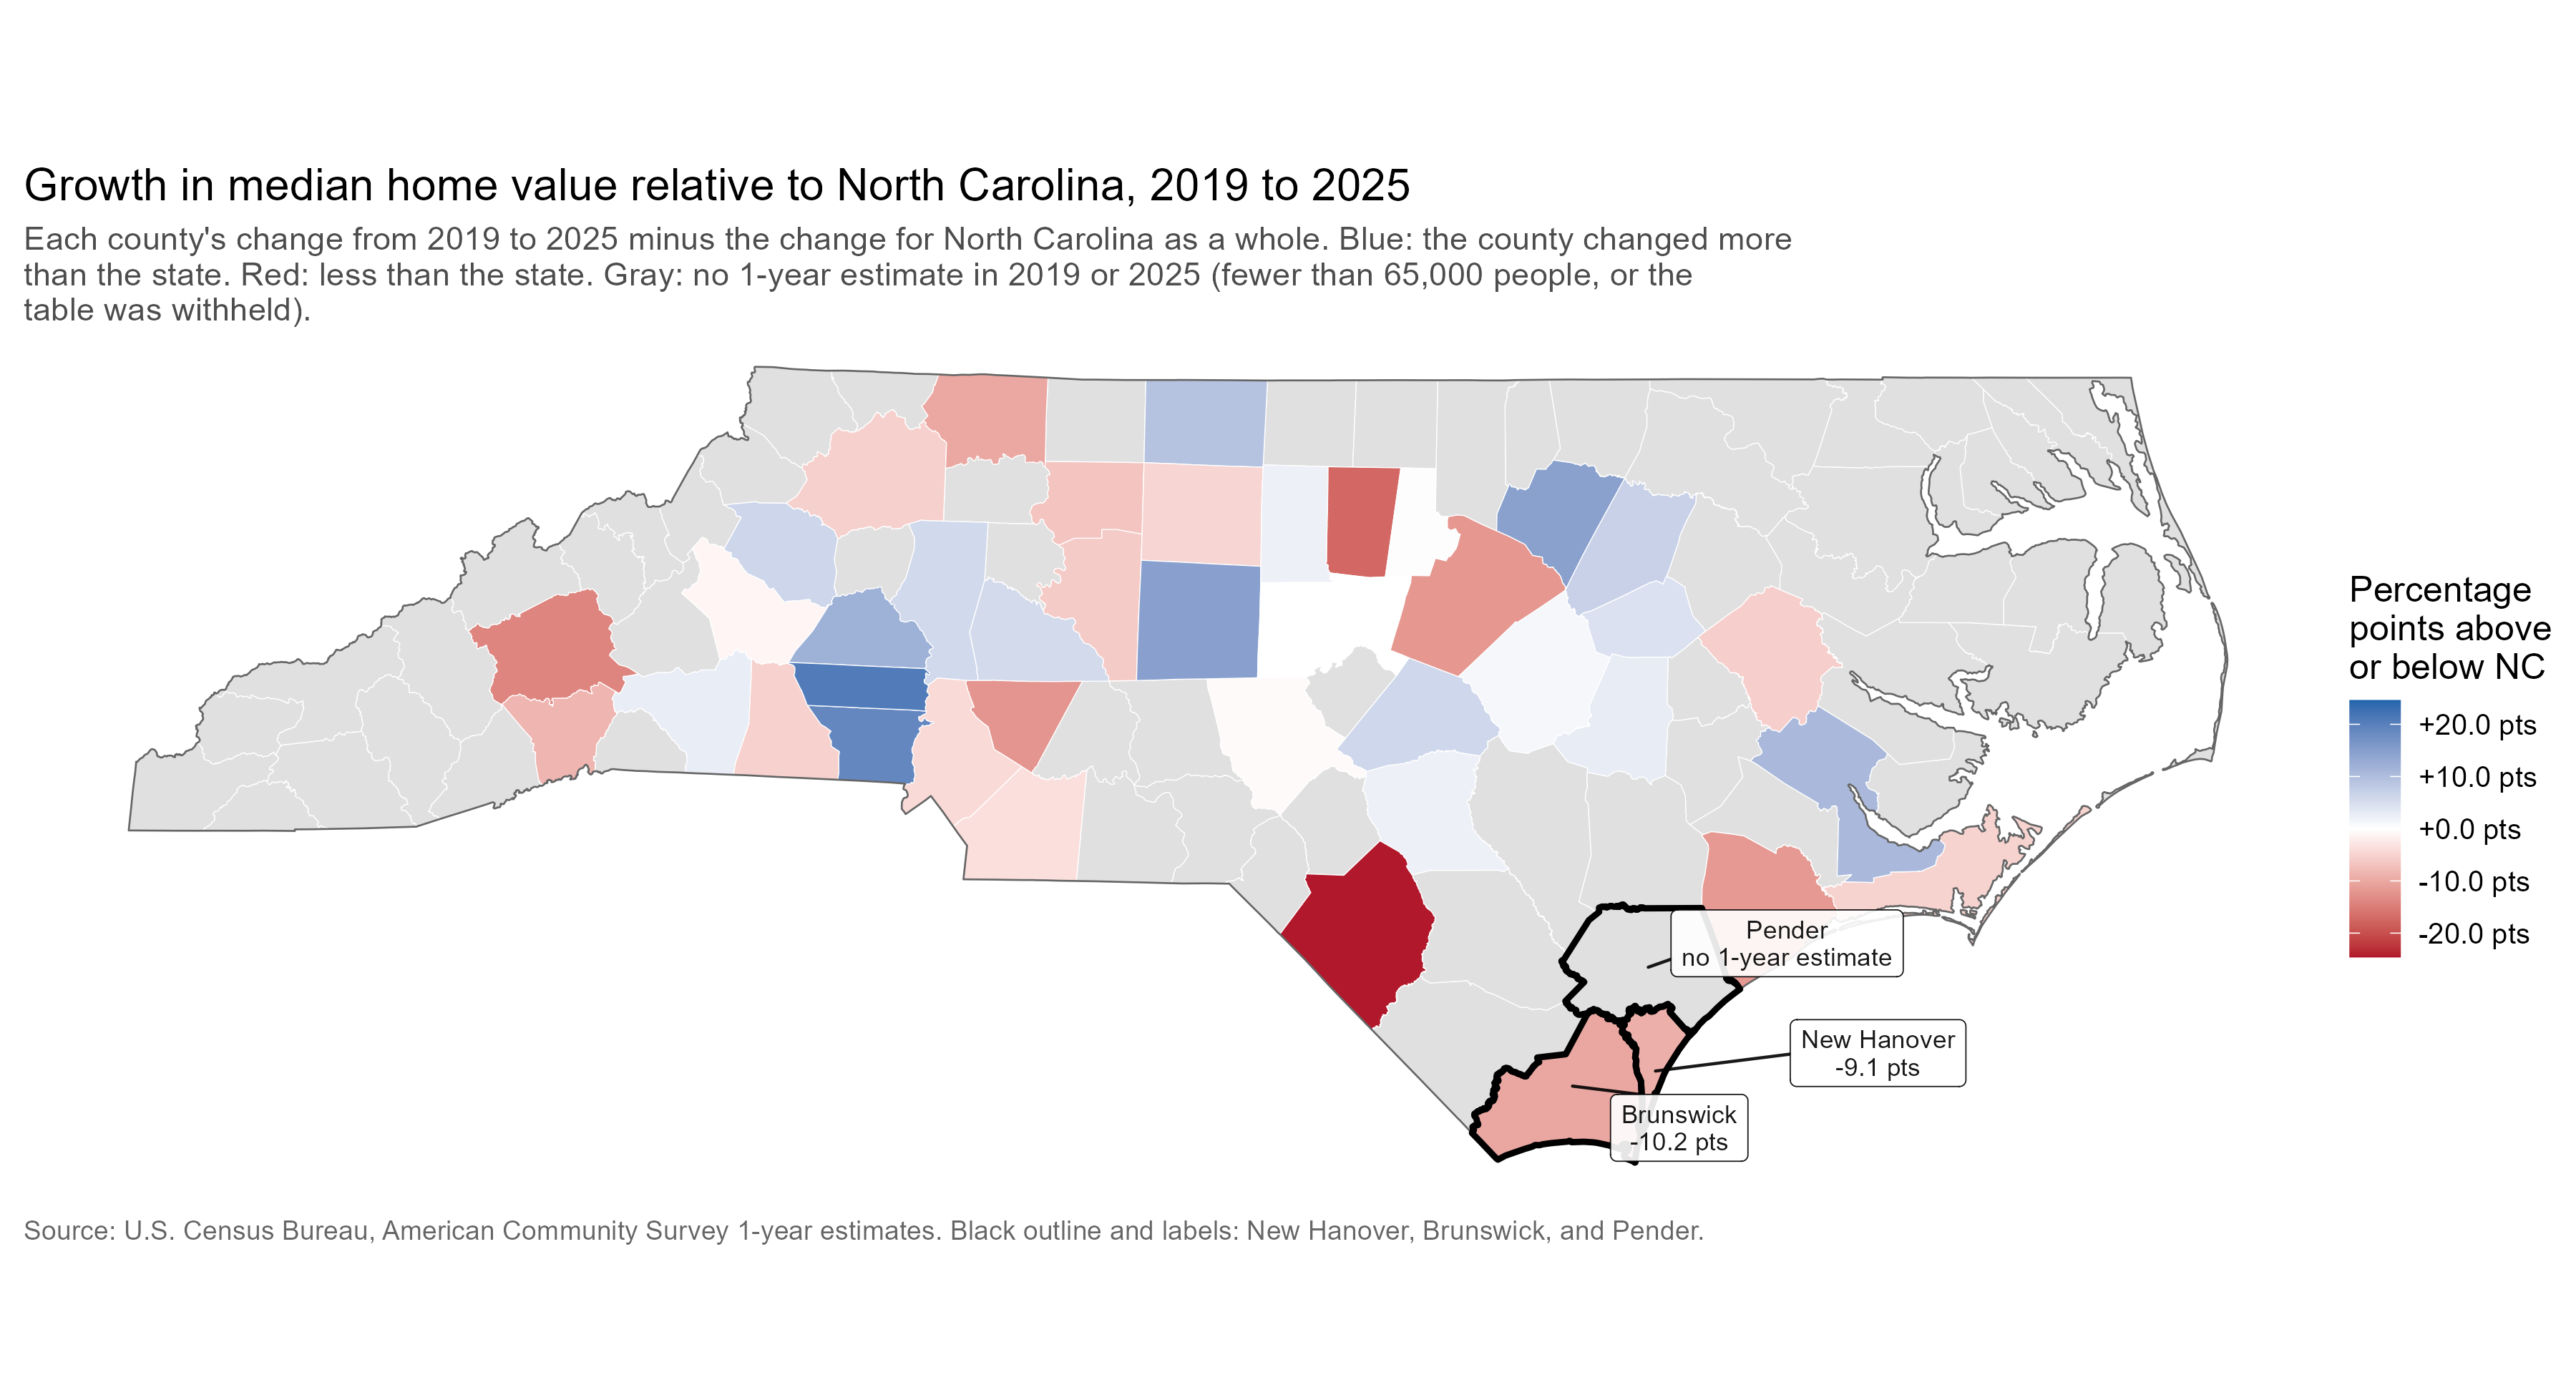 Growth in median home value relative to North Carolina, 2019 to 2025
Each county's change from 2019 to 2025 minus the change for North Carolina as a whole. Blue: the county changed more
than the state. Red: less than the state. Gray: no 1-year estimate in 2019 or 2025 (fewer than 65,000 people, or the
table was withheld).
Percentage
points above
or below NC
+20.0 pts
+10.0 pts
+0.0 pts
-10.0 pts
-20.0 pts
Pender
no 1-year estimate
New Hanover
-9.1 pts
Brunswick
-10.2 pts
Source: U.S. Census Bureau, American Community Survey 1-year estimates. Black outline and labels: New Hanover, Brunswick, and Pender.